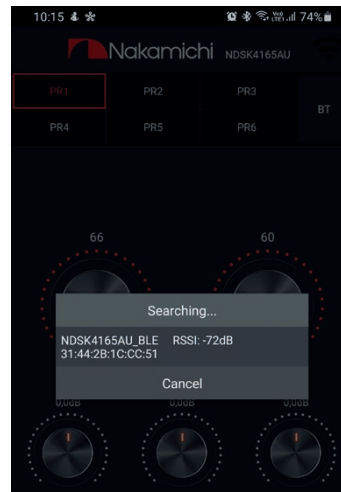 10:15 74%
Nakamichi NDSK4165AU
PR1 PR2 PR3
BT
PR4 PR5 PR6
66 60
Searching...
NDSK4165AU_BLE RSSI: -72dB
31:44:2B:1C:CC:51
Cancel
0,0dB 0,0dB 0,0dB